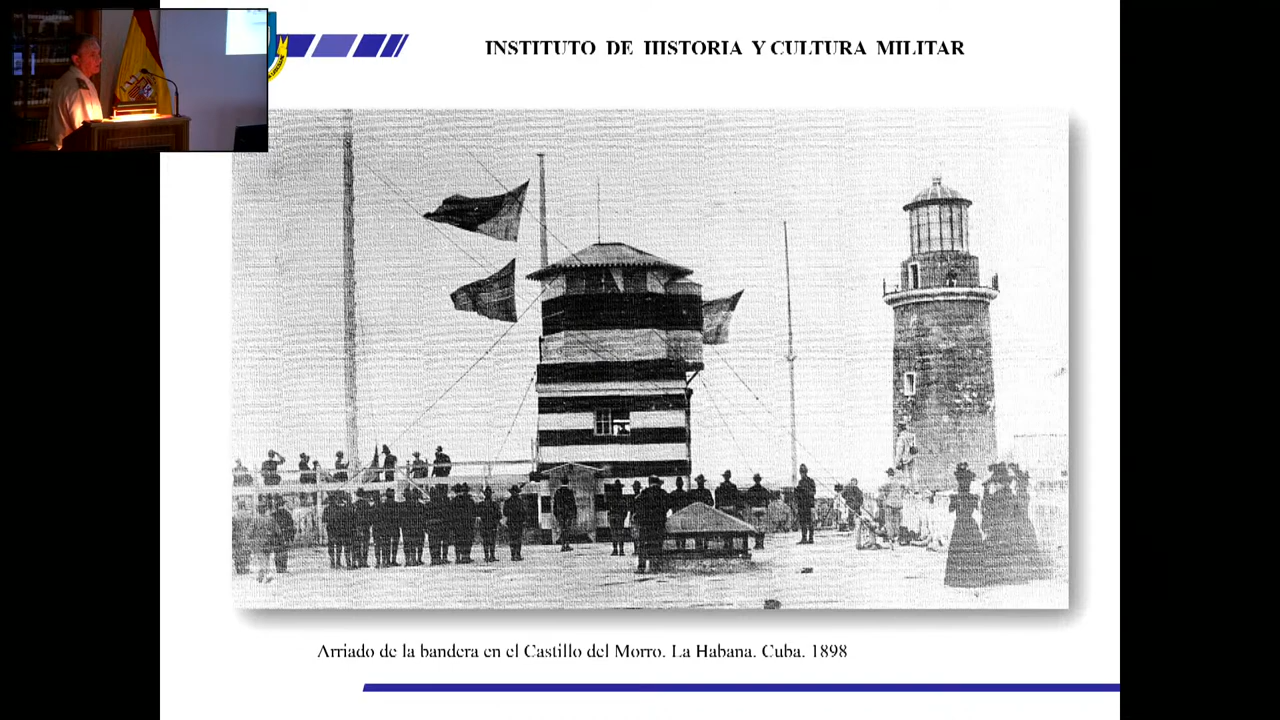 INSTITUTO DE HISTORIA Y CULTURA MILITAR
Arriado de la bandera en el Castillo del Morro. La Habana. Cuba. 1898